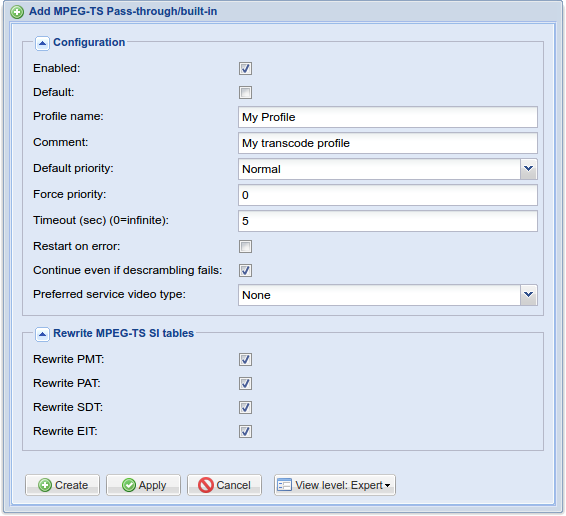 Add MPEG-TS Pass-through/built-in
Configuration
Enabled:
Default:
Profile name: My Profile
Comment: My transcode profile
Default priority: Normal
Force priority: 0
Timeout (sec) (0=infinite): 5
Restart on error:
Continue even if descrambling fails:
Preferred service video type: None
Rewrite MPEG-TS SI tables
Rewrite PMT:
Rewrite PAT:
Rewrite SDT:
Rewrite EIT:
Create Apply Cancel View level: Expert